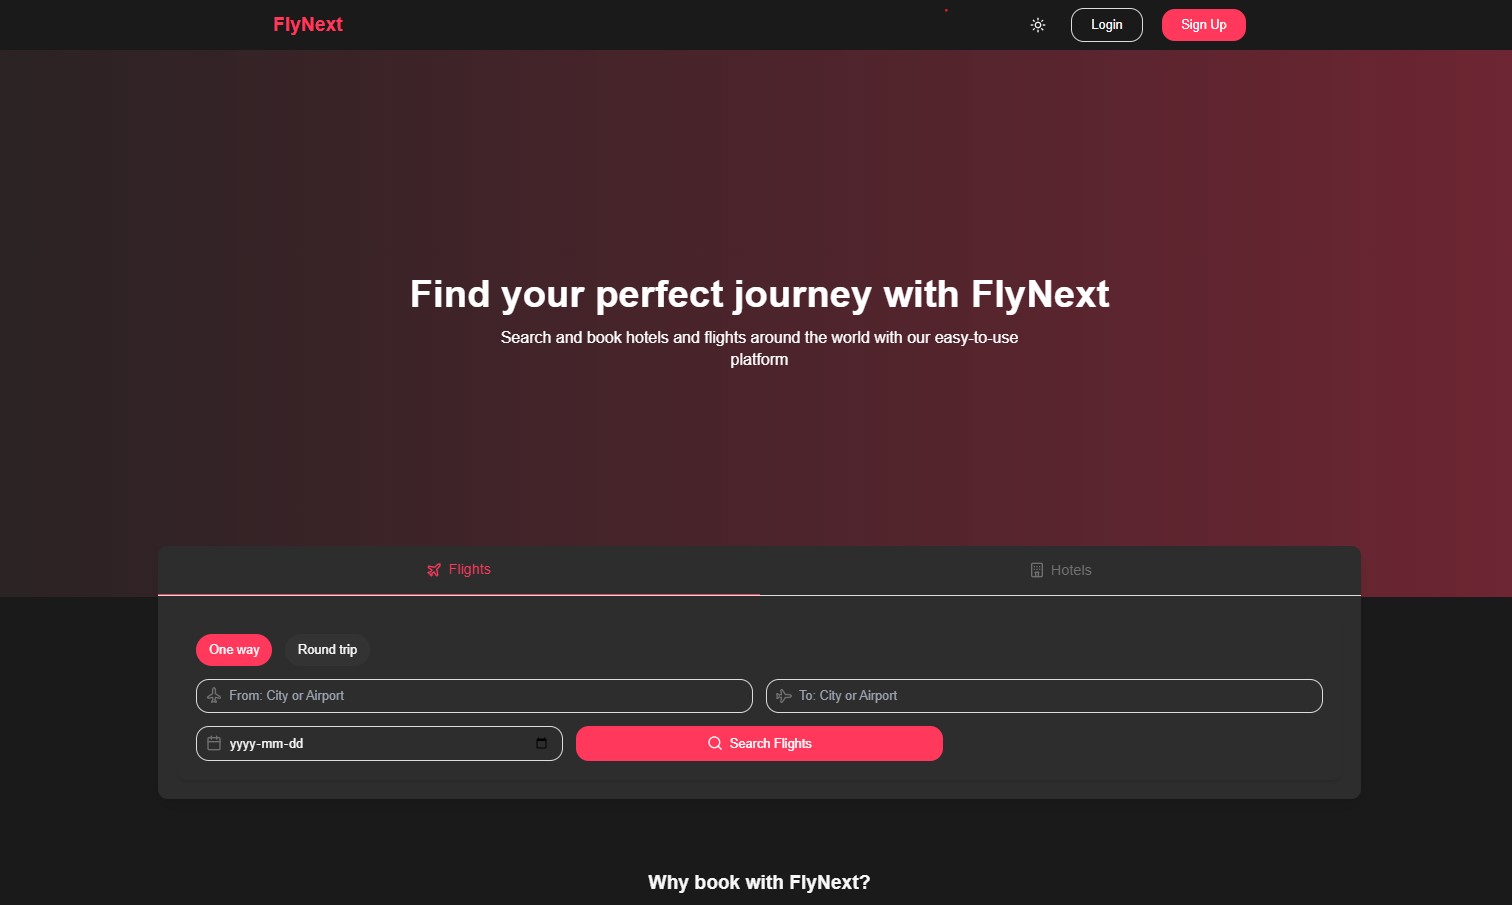 FlyNext
Login
Sign Up
Find your perfect journey with FlyNext
Search and book hotels and flights around the world with our easy-to-use
platform
Flights
Hotels
One way
Round trip
From: City or Airport
To: City or Airport
yyyy-mm-dd
Search Flights
Why book with FlyNext?